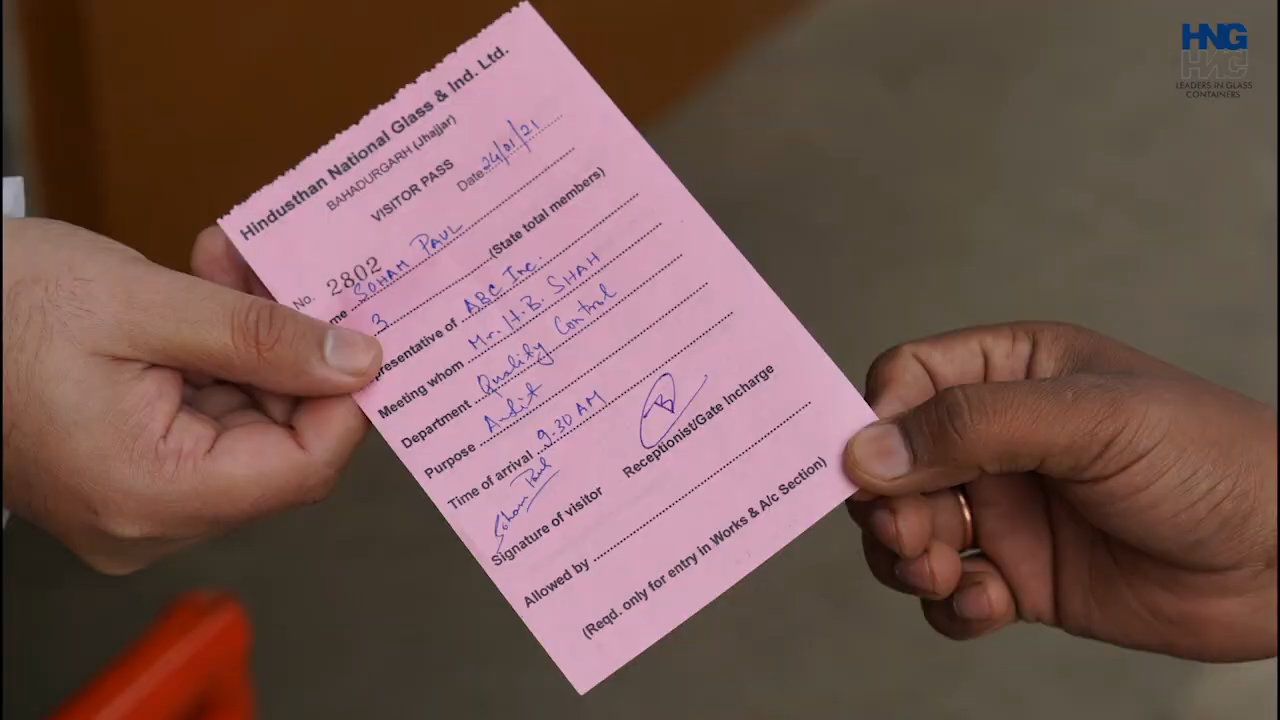 HNG
LEADERS IN GLASS
CONTAINERS
Hindusthan National Glass & Ind. Ltd.
BAHADURGARH (Jhajjar)
VISITOR PASS
No. 2802 Date 24/01/21
me SOHAM PAUL
3 (State total members)
presentative of ABC Inc.
Meeting whom Mr. H.B. SHAH
Department Quality Control
Purpose Audit
Time of arrival 9.30 AM
Soham Paul
Signature of visitor Receptionist/Gate Incharge
Allowed by
(Reqd. only for entry in Works & A/c Section)